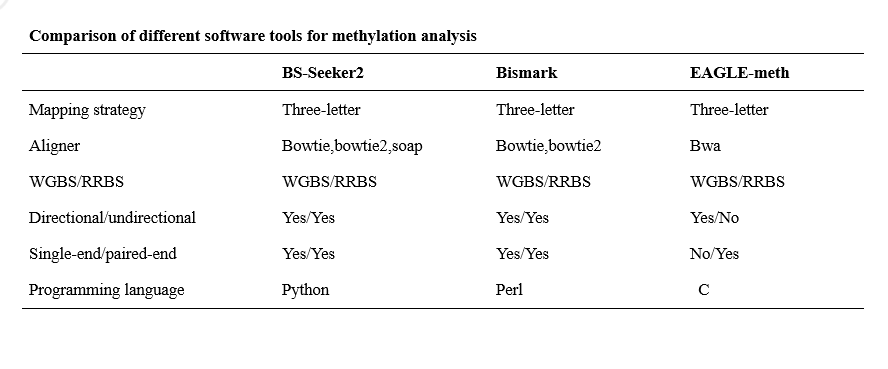 Comparison of different software tools for methylation analysis
BS-Seeker2 Bismark EAGLE-meth
Mapping strategy Three-letter Three-letter Three-letter
Aligner Bowtie,bowtie2,soap Bowtie,bowtie2 Bwa
WGBS/RRBS WGBS/RRBS WGBS/RRBS WGBS/RRBS
Directional/undirectional Yes/Yes Yes/Yes Yes/No
Single-end/paired-end Yes/Yes Yes/Yes No/Yes
Programming language Python Perl C